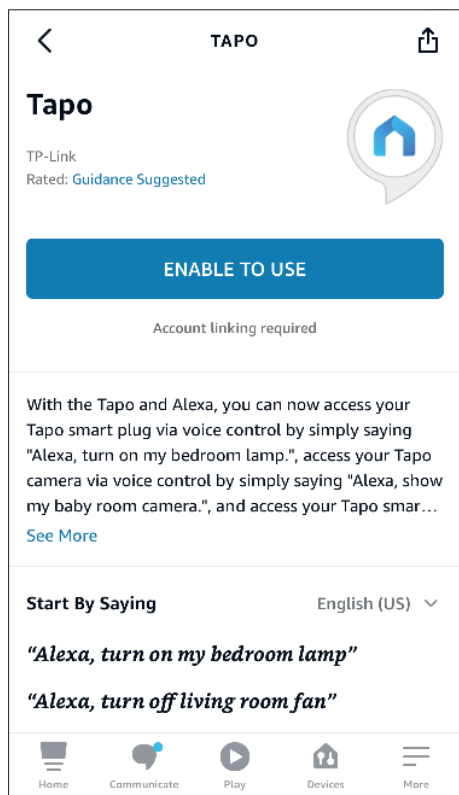 TAPO
Tapo
TP-Link
Rated: Guidance Suggested
ENABLE TO USE
Account linking required
With the Tapo and Alexa, you can now access your
Tapo smart plug via voice control by simply saying
"Alexa, turn on my bedroom lamp.", access your Tapo
camera via voice control by simply saying "Alexa, show
my baby room camera.", and access your Tapo smar...
See More
Start By Saying English (US)
“Alexa, turn on my bedroom lamp”
“Alexa, turn off living room fan”
Home Communicate Play Devices More